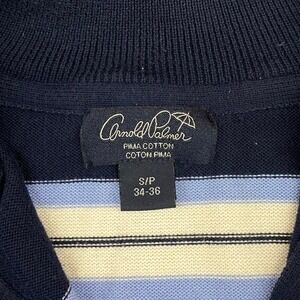 Arnold Palmer
PIMA COTTON
COTON PIMA
S/P
34-36